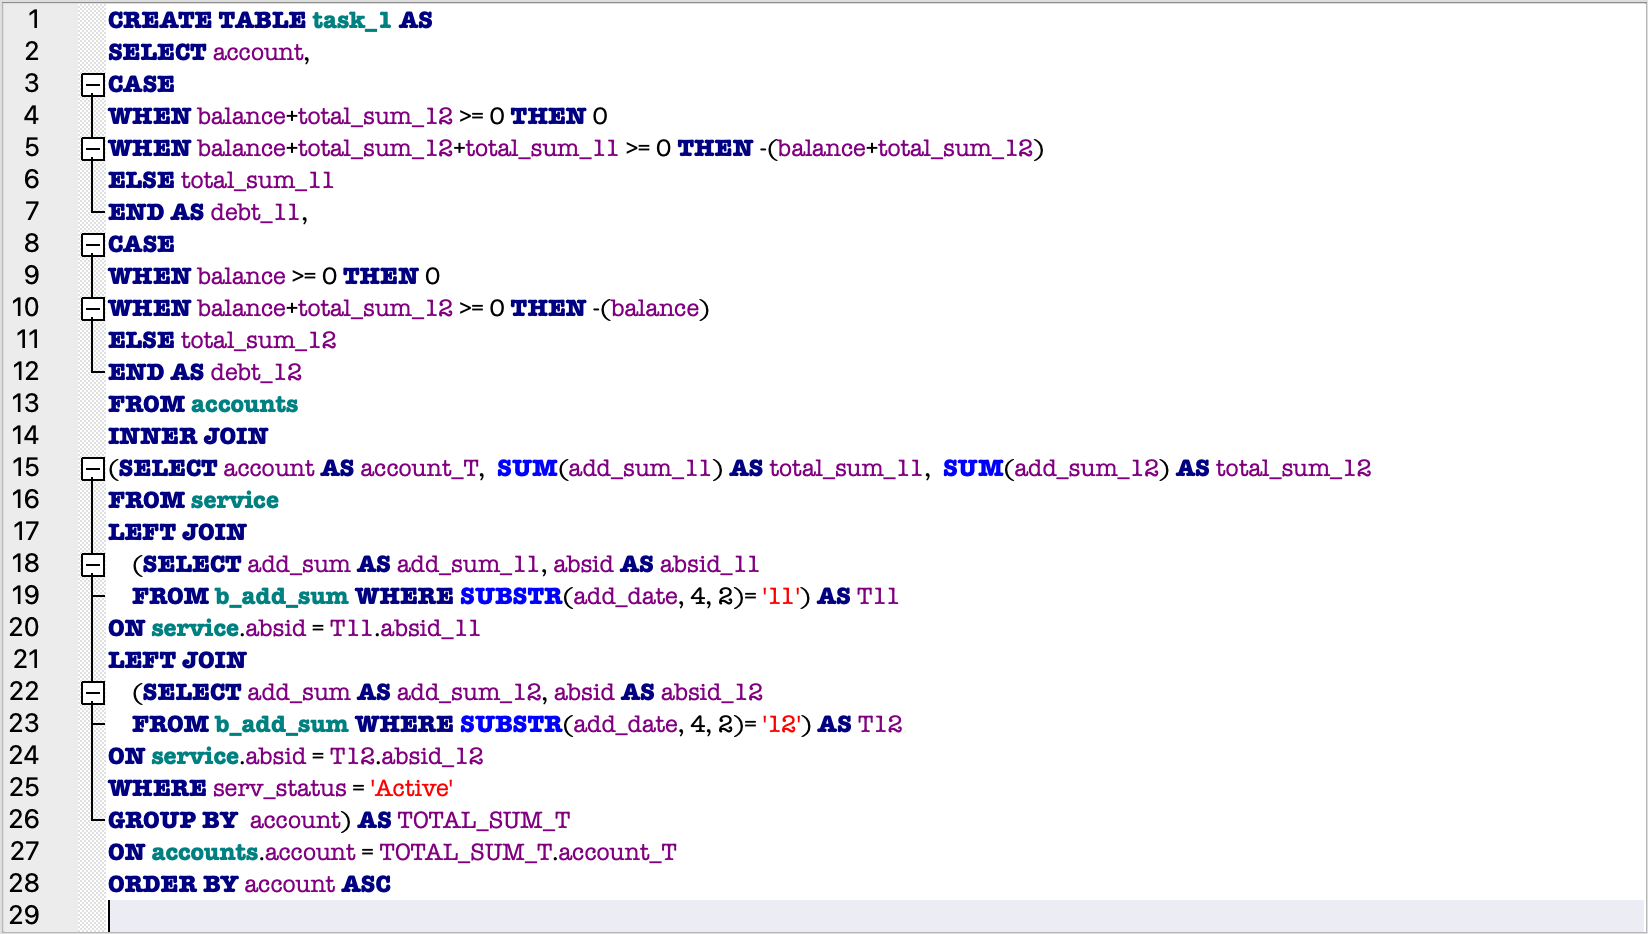 1 CREATE TABLE task_1 AS
2 SELECT account,
3 CASE
4 WHEN balance+total_sum_12 >= 0 THEN 0
5 WHEN balance+total_sum_12+total_sum_11 >= 0 THEN -(balance+total_sum_12)
6 ELSE total_sum_11
7 END AS debt_11,
8 CASE
9 WHEN balance >= 0 THEN 0
10 WHEN balance+total_sum_12 >= 0 THEN -(balance)
11 ELSE total_sum_12
12 END AS debt_12
13 FROM accounts
14 INNER JOIN
15 (SELECT account AS account_T,  SUM(add_sum_11) AS total_sum_11,  SUM(add_sum_12) AS total_sum_12
16 FROM service
17 LEFT JOIN
18 (SELECT add_sum AS add_sum_11, absid AS absid_11
19 FROM b_add_sum WHERE SUBSTR(add_date, 4, 2)= '11') AS T11
20 ON service.absid = T11.absid_11
21 LEFT JOIN
22 (SELECT add_sum AS add_sum_12, absid AS absid_12
23 FROM b_add_sum WHERE SUBSTR(add_date, 4, 2)= '12') AS T12
24 ON service.absid = T12.absid_12
25 WHERE serv_status = 'Active'
26 GROUP BY  account) AS TOTAL_SUM_T
27 ON accounts.account = TOTAL_SUM_T.account_T
28 ORDER BY account ASC
29